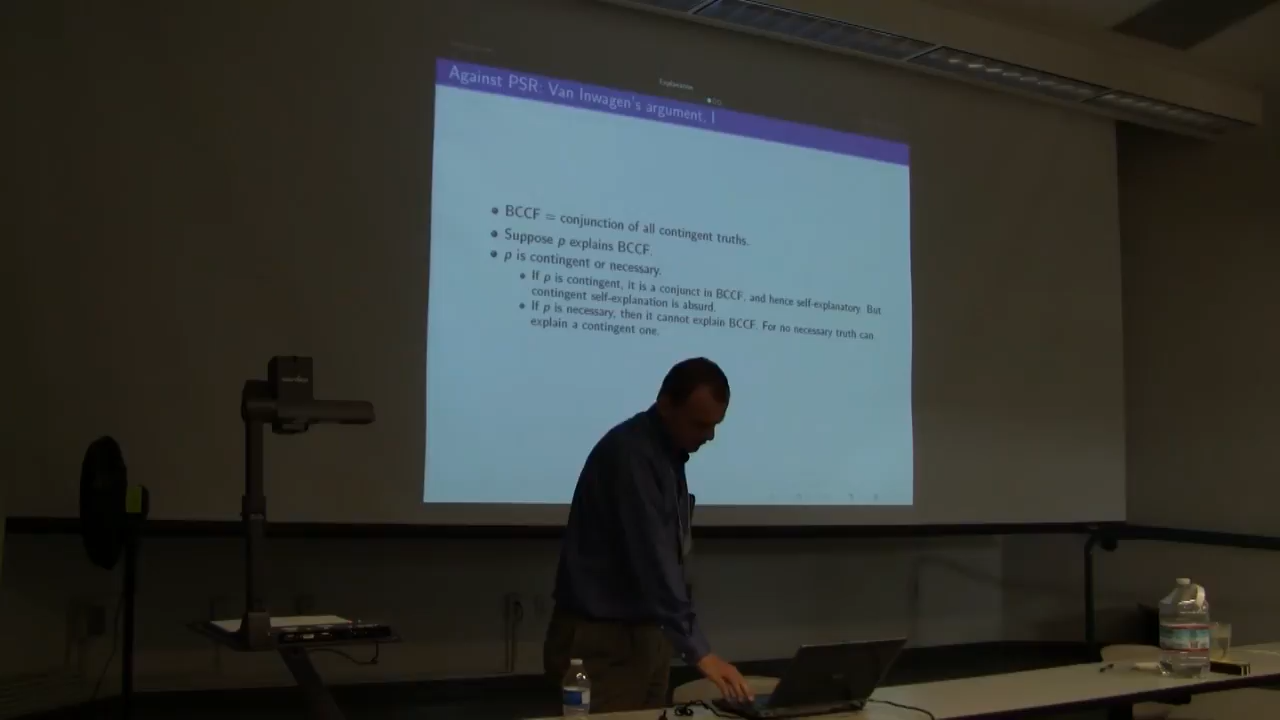 Explanation
Against PSR: Van Inwagen's argument, I
BCCF = conjunction of all contingent truths.
Suppose p explains BCCF.
p is contingent or necessary.
If p is contingent, it is a conjunct in BCCF, and hence self-explanatory. But
contingent self-explanation is absurd.
If p is necessary, then it cannot explain BCCF. For no necessary truth can
explain a contingent one.